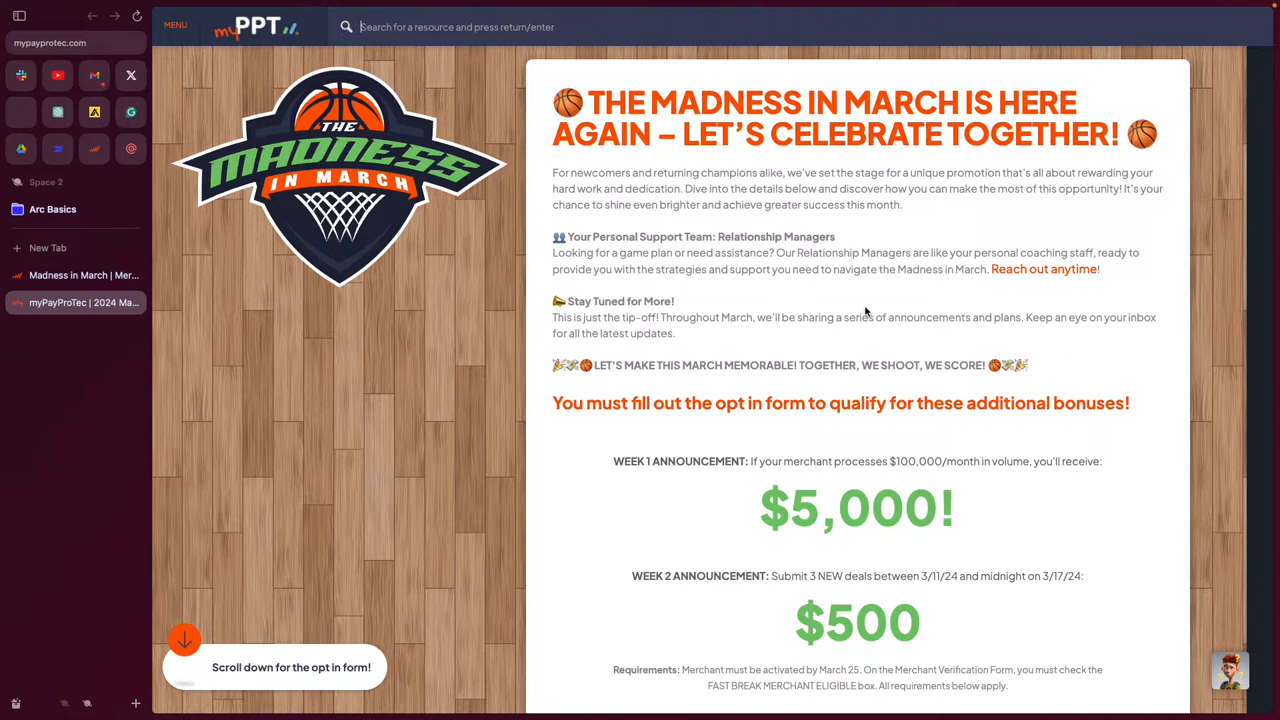 MENU
myPPT
Search for a resource and press return/enter
mypayprotec.com
Space 2
Arc Basics
New Tab
Madness in March | Mer...
myPayProTec | 2024 Ma...
THE
MADNESS
IN MARCH
THE MADNESS IN MARCH IS HERE
AGAIN – LET’S CELEBRATE TOGETHER!
For newcomers and returning champions alike, we've set the stage for a unique promotion that's all about rewarding your
hard work and dedication. Dive into the details below and discover how you can make the most of this opportunity! It's your
chance to shine even brighter and achieve greater success this month.
Your Personal Support Team: Relationship Managers
Looking for a game plan or need assistance? Our Relationship Managers are like your personal coaching staff, ready to
provide you with the strategies and support you need to navigate the Madness in March. Reach out anytime!
Stay Tuned for More!
This is just the tip-off! Throughout March, we'll be sharing a series of announcements and plans. Keep an eye on your inbox
for all the latest updates.
LET'S MAKE THIS MARCH MEMORABLE! TOGETHER, WE SHOOT, WE SCORE!
You must fill out the opt in form to qualify for these additional bonuses!
WEEK 1 ANNOUNCEMENT: If your merchant processes $100,000/month in volume, you'll receive:
$5,000!
WEEK 2 ANNOUNCEMENT: Submit 3 NEW deals between 3/11/24 and midnight on 3/17/24:
$500
Requirements: Merchant must be activated by March 25. On the Merchant Verification Form, you must check the
FAST BREAK MERCHANT ELIGIBLE box. All requirements below apply.
Scroll down for the opt in form!